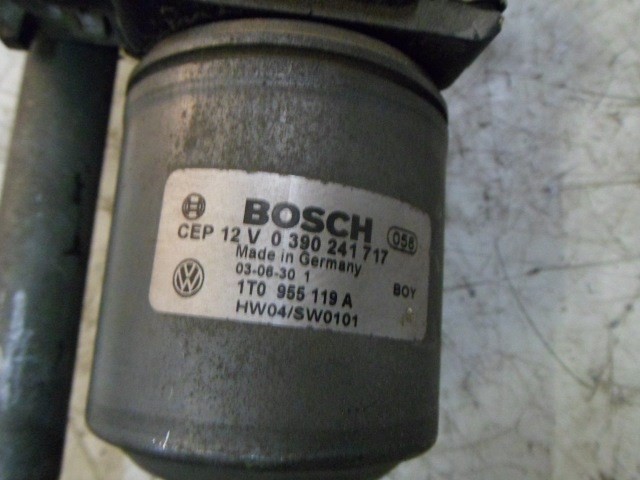 BOSCH 058
CEP 12 V 0 390 241 717
Made in Germany
03-06-30 1
1T0 955 119 A BOY
HW04/SW0101